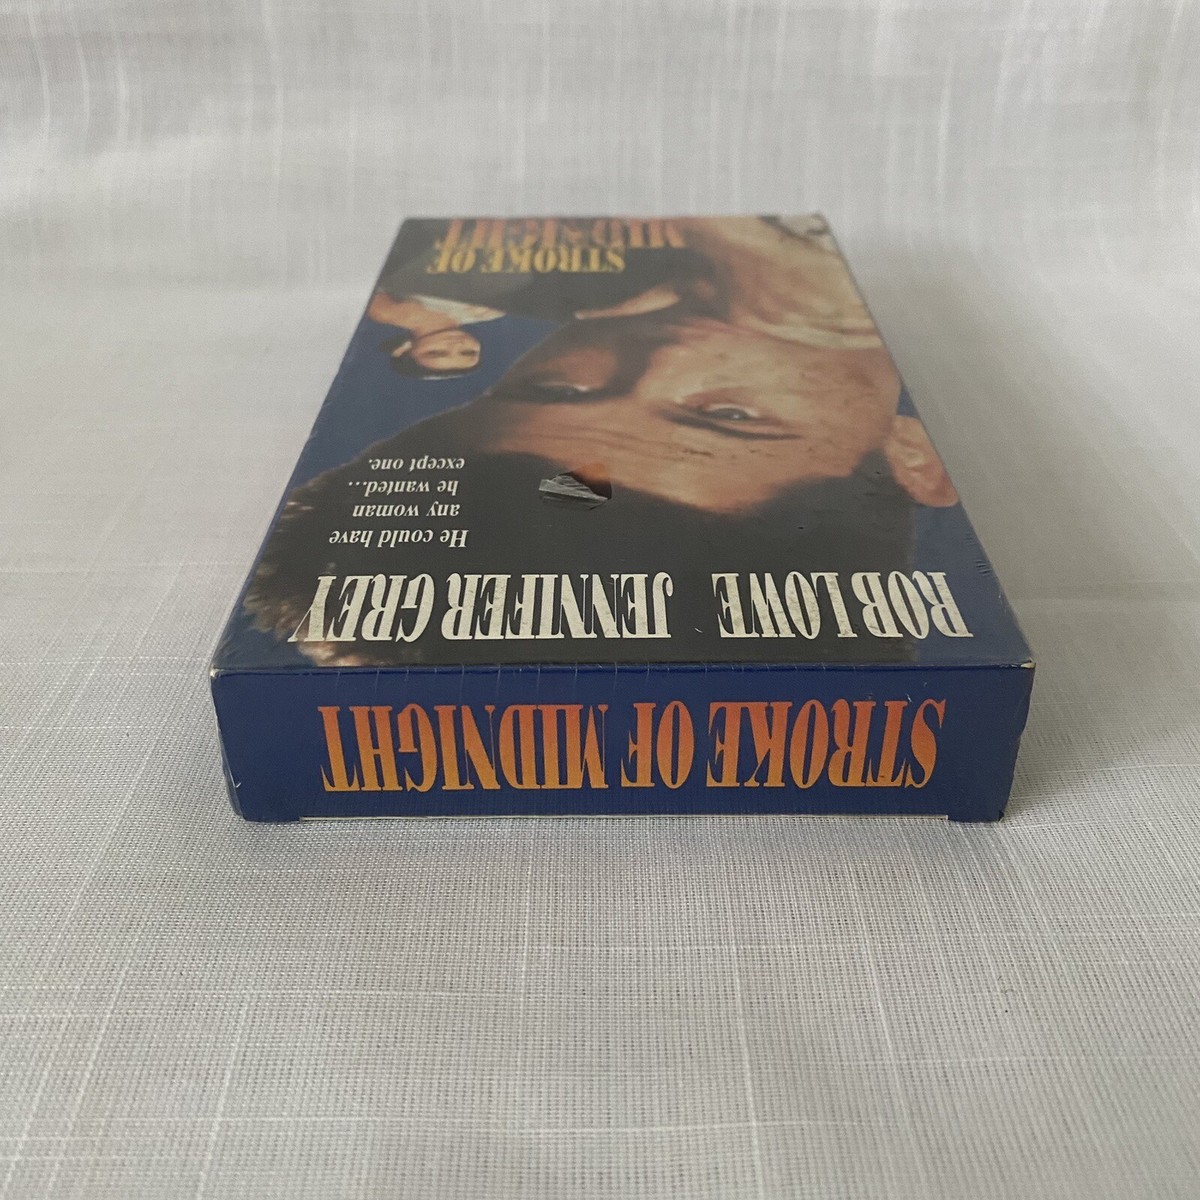 ROB LOWE JENNIFER GREY
He could have
any woman
he wanted...
except one.
STROKE OF
MIDNIGHT
STROKE OF MIDNIGHT